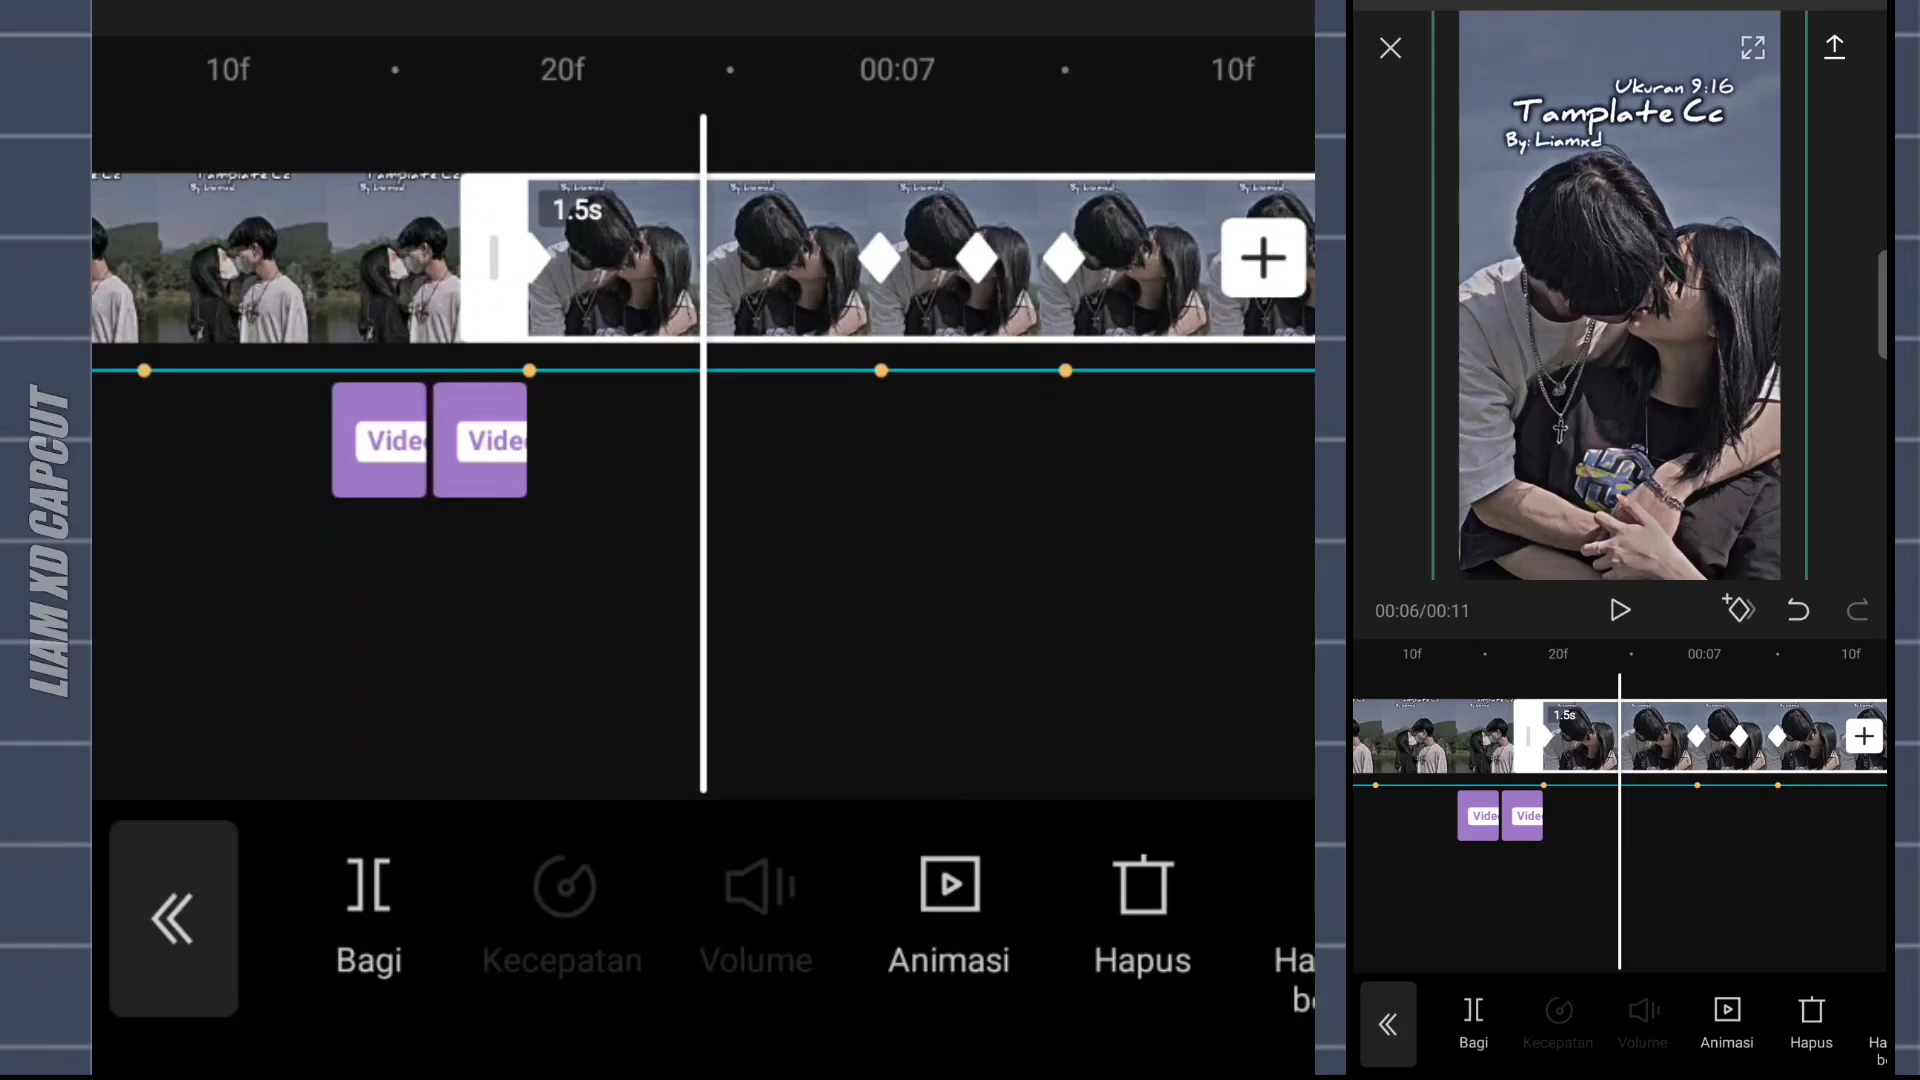 LIAM XD CAPCUT
10f
20f
00:07
10f
1.5s
Vide
Vide
Bagi
Kecepatan
Volume
Animasi
Hapus
Ha
be
Ukuran 9:16
Tamplate Cc
By: Liamxd
00:06/00:11
10f
20f
00:07
10f
1.5s
Vide
Vide
Bagi
Kecepatan
Volume
Animasi
Hapus
Ha
b